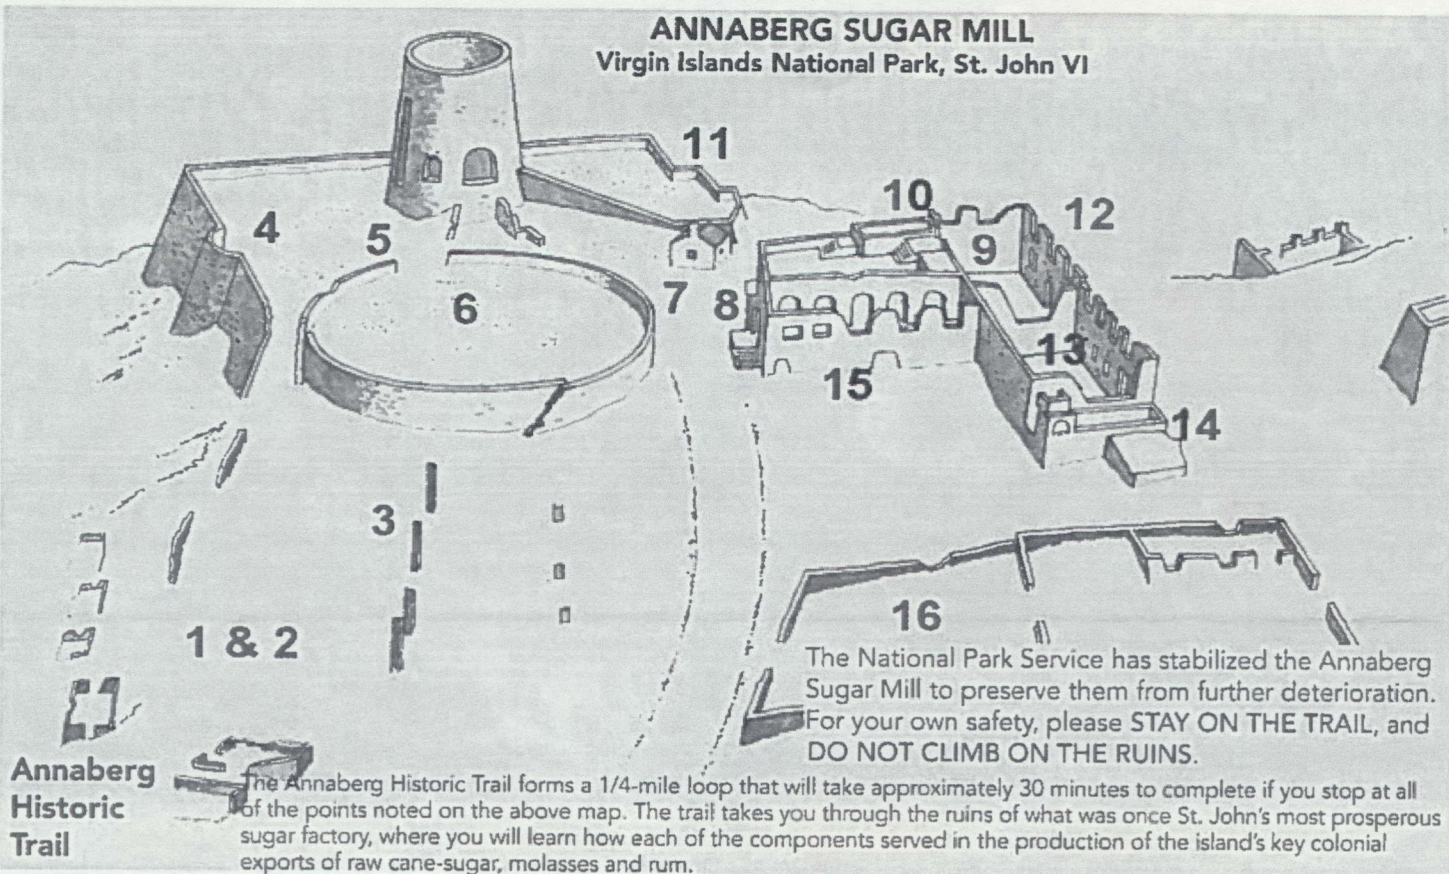 ANNABERG SUGAR MILL
Virgin Islands National Park, St. John VI
11
10
12
4
5
9
6
7
8
13
15
14
3
16
1 & 2
The National Park Service has stabilized the Annaberg
Sugar Mill to preserve them from further deterioration.
For your own safety, please STAY ON THE TRAIL, and
DO NOT CLIMB ON THE RUINS.
Annaberg
Historic
Trail
The Annaberg Historic Trail forms a 1/4-mile loop that will take approximately 30 minutes to complete if you stop at all
of the points noted on the above map. The trail takes you through the ruins of what was once St. John's most prosperous
sugar factory, where you will learn how each of the components served in the production of the island's key colonial
exports of raw cane-sugar, molasses and rum.